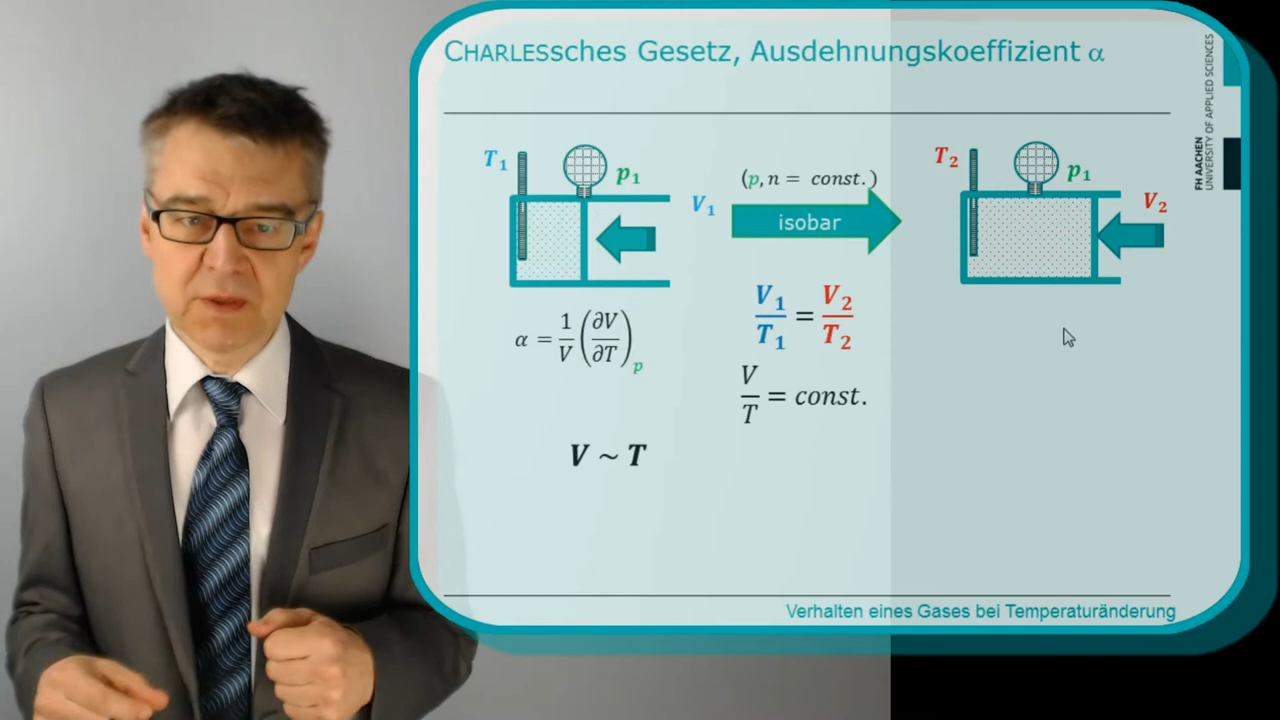 CHARLESsches Gesetz, Ausdehnungskoeffizient α
FH AACHEN
UNIVERSITY OF APPLIED SCIENCES
T₁
p₁
V₁
(p, n = const.)
isobar
T₂
p₁
V₂
α = 1/V (∂V/∂T)ₚ
V₁/T₁ = V₂/T₂
V/T = const.
V ~ T
Verhalten eines Gases bei Temperaturänderung